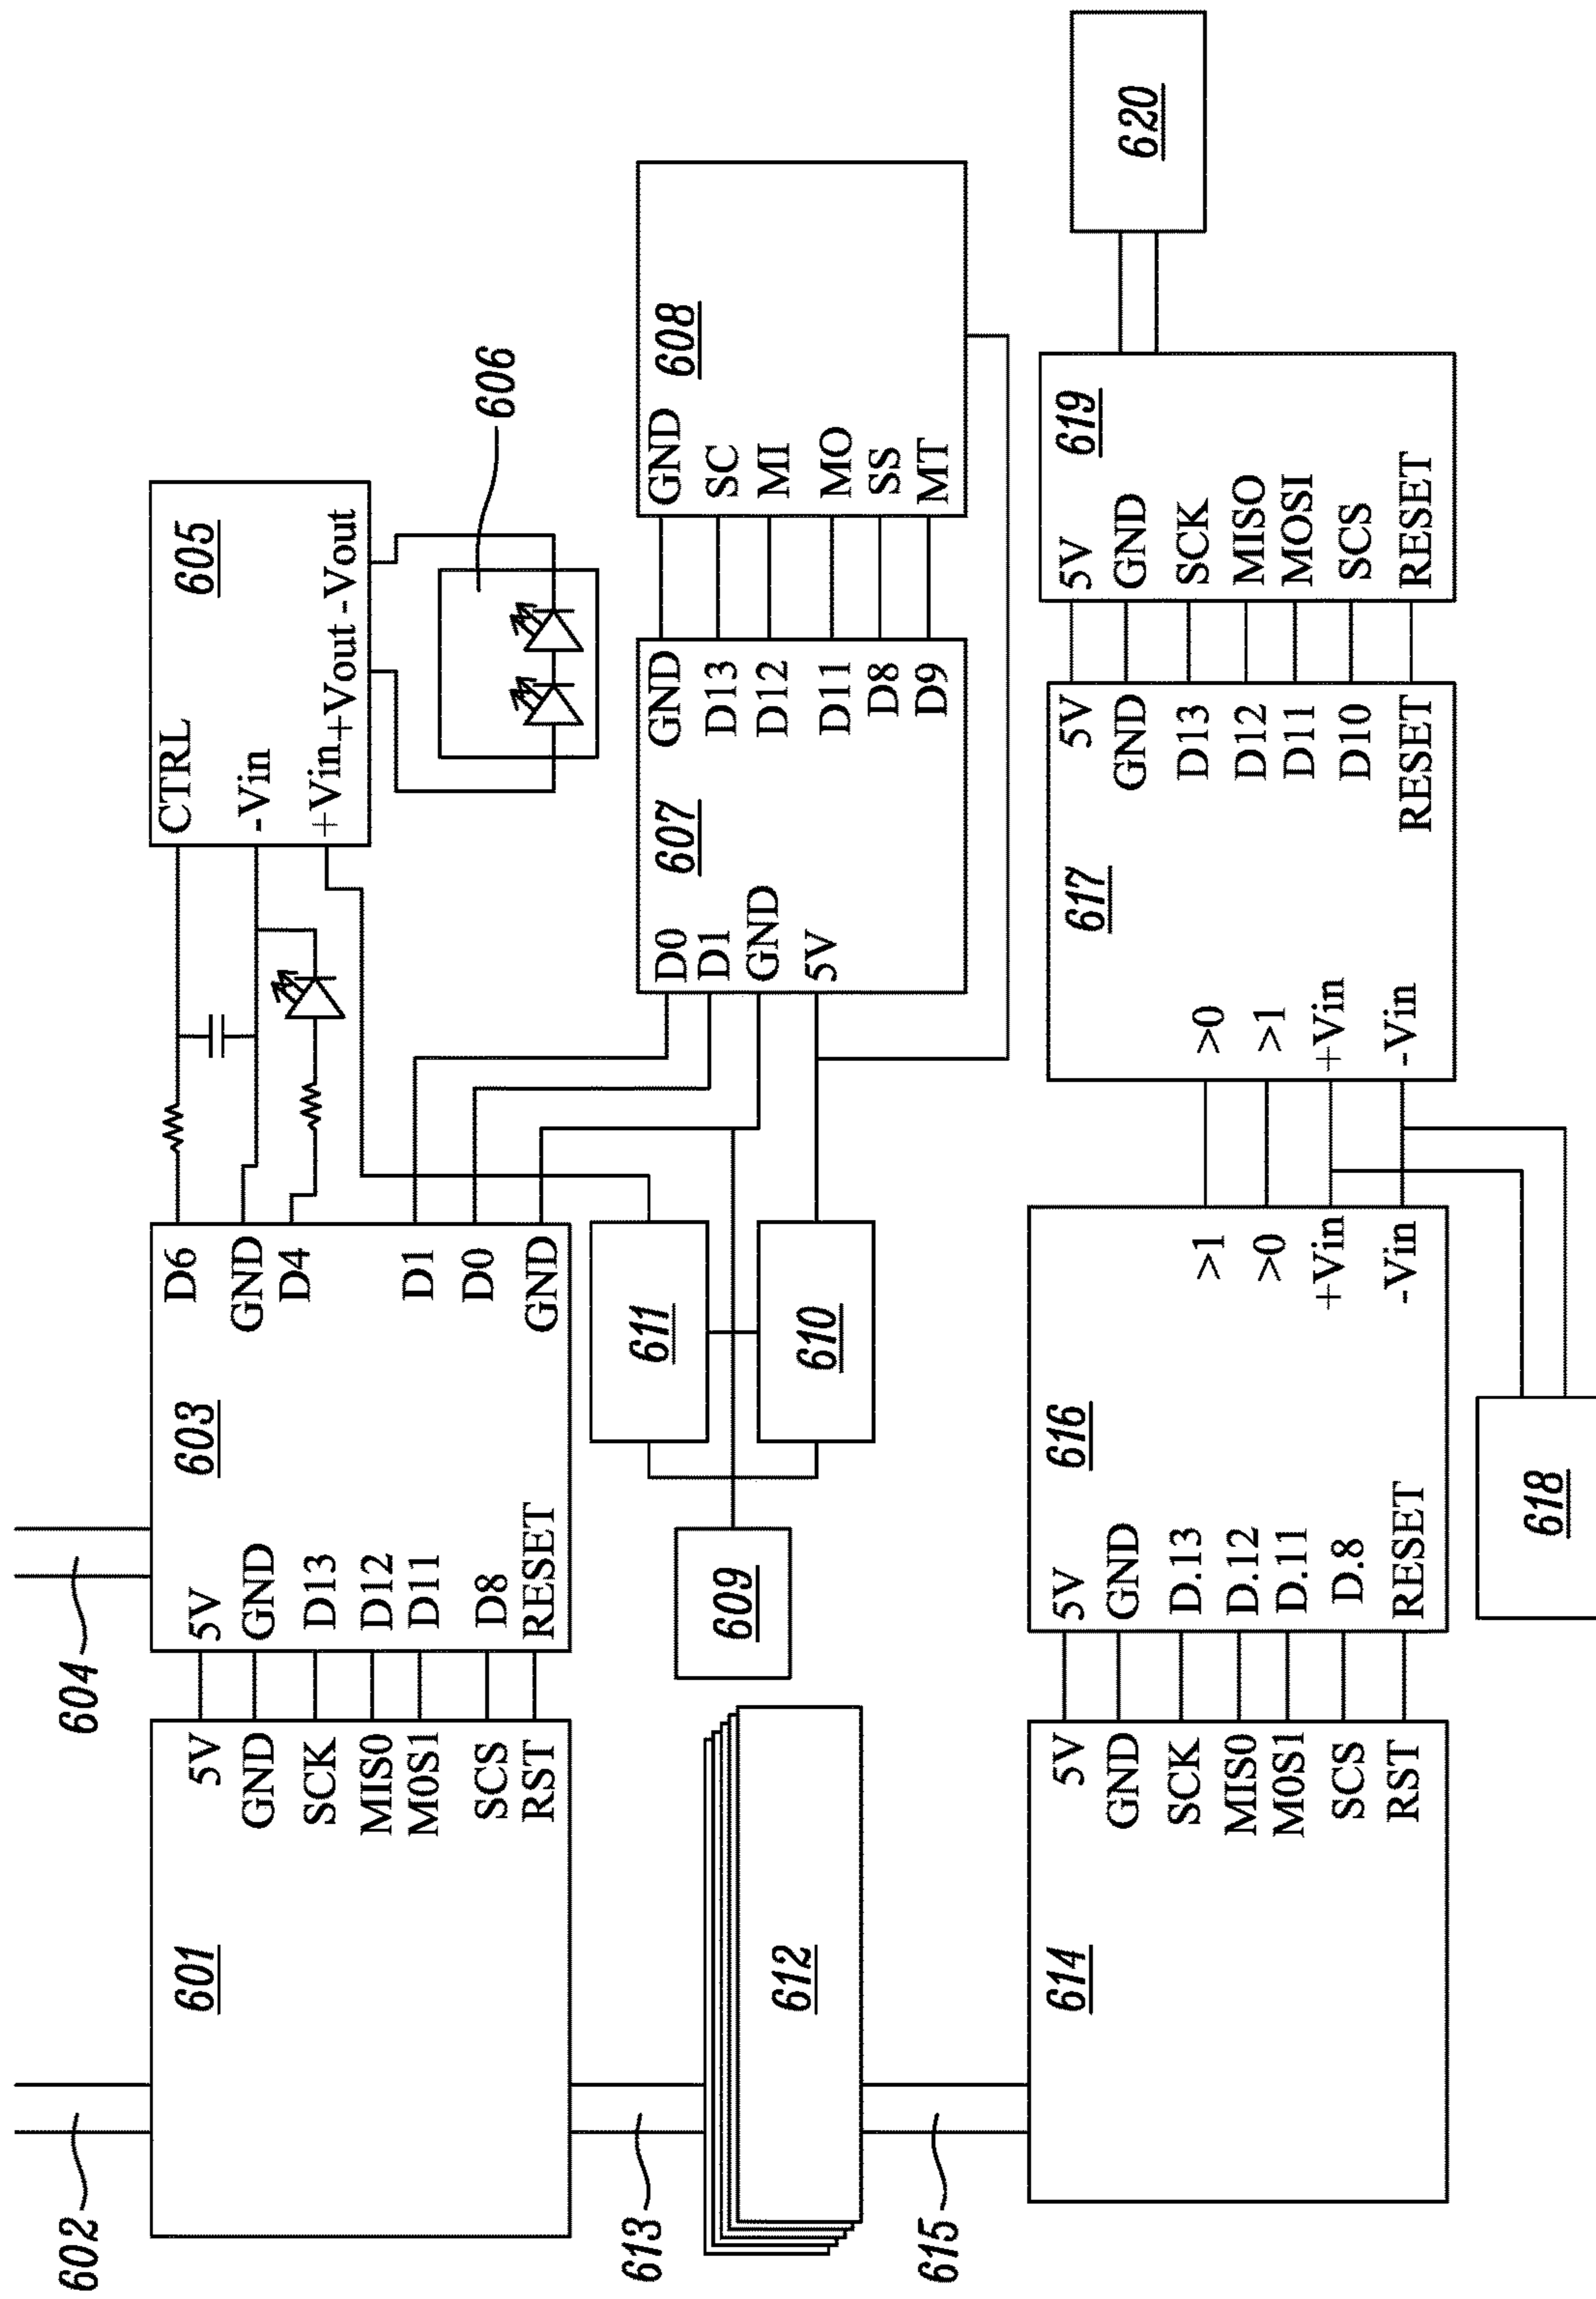 602
604
601
5V
GND
SCK
MIS0
M0S1
SCS
RST
603
5V
GND
D13
D12
D11
D8
RESET
D6
GND
D4
D1
D0
GND
605
CTRL
-Vin
+Vin
+Vout
-Vout
606
607
D0
D1
GND
5V
GND
D13
D12
D11
D8
D9
608
GND
SC
MI
MO
SS
MT
609
610
611
613
612
615
614
5V
GND
SCK
MIS0
M0S1
SCS
RST
616
5V
GND
D.13
D.12
D.11
D.8
RESET
>1
>0
+Vin
-Vin
618
617
>0
>1
+Vin
-Vin
5V
GND
D13
D12
D11
D10
RESET
619
5V
GND
SCK
MISO
MOSI
SCS
RESET
620